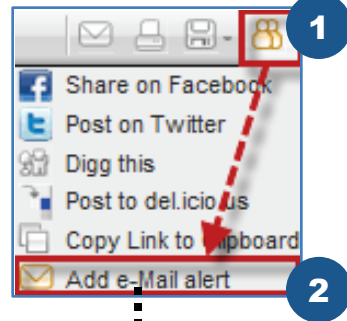 1
Share on Facebook
Post on Twitter
Digg this
Post to del.icio.us
Copy Link to Clipboard
Add e-Mail alert
2